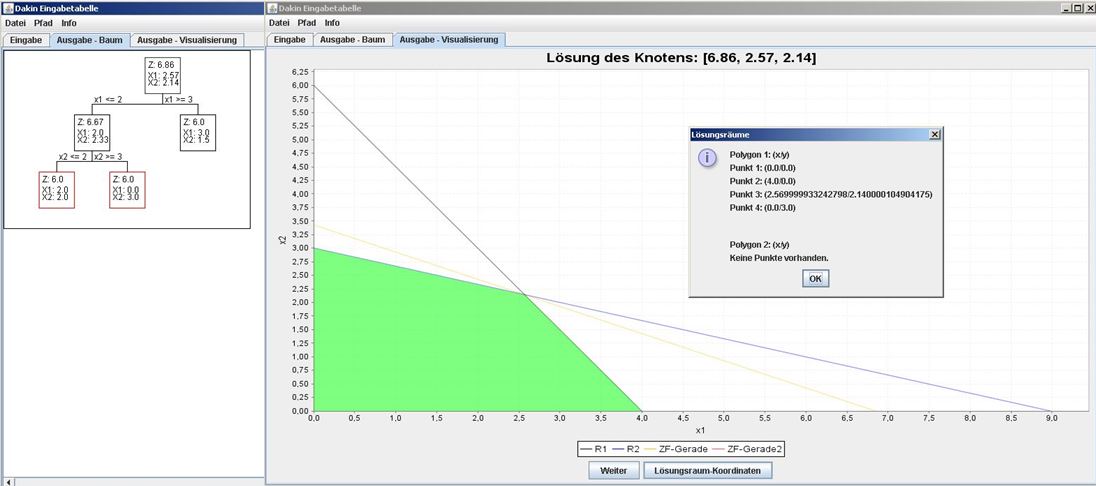 Dakin Eingabetabelle
Datei Pfad Info
Eingabe Ausgabe - Baum Ausgabe - Visualisierung
Z: 6.86
X1: 2.57
X2: 2.14
x1 <= 2 x1 >= 3
Z: 6.67
X1: 2.0
X2: 2.33
Z: 6.0
X1: 3.0
X2: 1.5
x2 <= 2 x2 >= 3
Z: 6.0
X1: 2.0
X2: 2.0
Z: 6.0
X1: 0.0
X2: 3.0
Dakin Eingabetabelle
Datei Pfad Info
Eingabe Ausgabe - Baum Ausgabe - Visualisierung
Lösung des Knotens: [6.86, 2.57, 2.14]
6,25
6,00
5,75
5,50
5,25
5,00
4,75
4,50
4,25
4,00
3,75
3,50
3,25
3,00
2,75
2,50
2,25
2,00
1,75
1,50
1,25
1,00
0,75
0,50
0,25
0,00
x2
0,0 0,5 1,0 1,5 2,0 2,5 3,0 3,5 4,0 4,5 5,0 5,5 6,0 6,5 7,0 7,5 8,0 8,5 9,0
x1
R1 R2 ZF-Gerade ZF-Gerade2
Weiter Lösungsraum-Koordinaten
Lösungsräume
Polygon 1: (x/y)
Punkt 1: (0.0/0.0)
Punkt 2: (4.0/0.0)
Punkt 3: (2.569999933242798/2.140000104904175)
Punkt 4: (0.0/3.0)
Polygon 2: (x/y)
Keine Punkte vorhanden.
OK